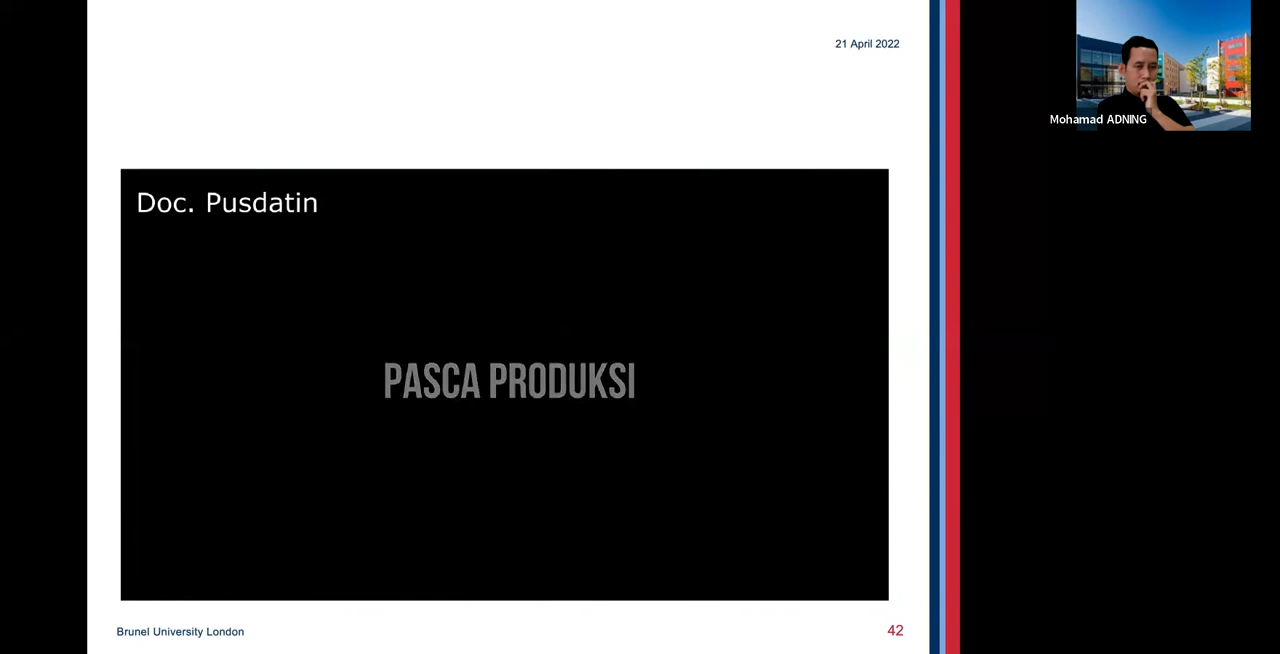 21 April 2022
Mohamad ADNING
Doc. Pusdatin
PASCA PRODUKSI
Brunel University London
42